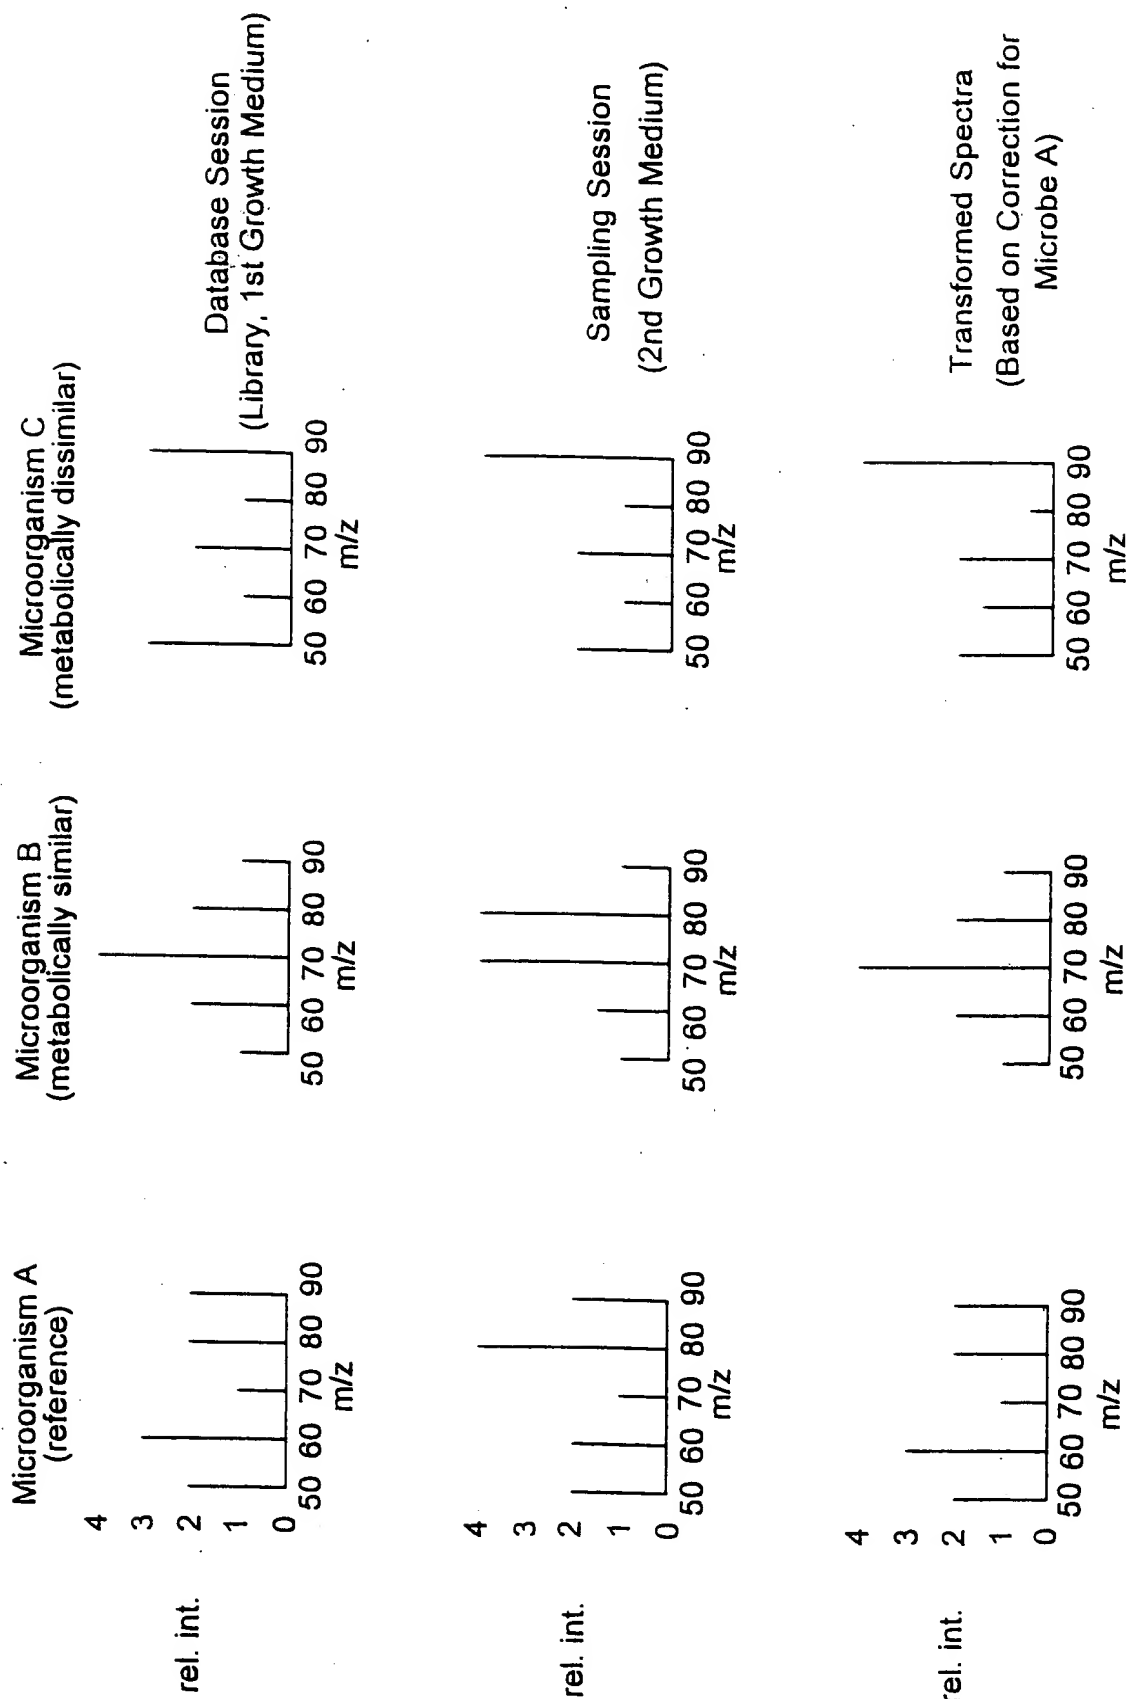 Microorganism A
(reference)
Microorganism B
(metabolically similar)
Microorganism C
(metabolically dissimilar)
rel. int.
4
3
2
1
0
50 60 70 80 90
m/z
50 60 70 80 90
m/z
50 60 70 80 90
m/z
Database Session
(Library, 1st Growth Medium)
rel. int.
4
3
2
1
0
50 60 70 80 90
m/z
50 60 70 80 90
m/z
50 60 70 80 90
m/z
Sampling Session
(2nd Growth Medium)
rel. int.
4
3
2
1
0
50 60 70 80 90
m/z
50 60 70 80 90
m/z
50 60 70 80 90
m/z
Transformed Spectra
(Based on Correction for
Microbe A)